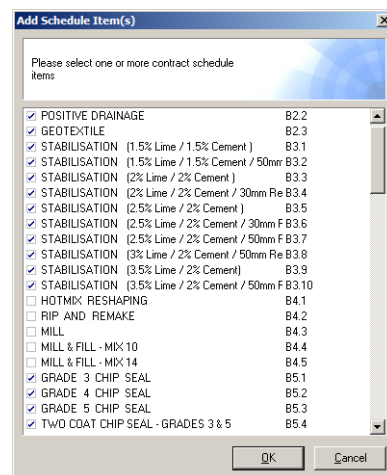 Add Schedule Item(s)
Please select one or more contract schedule
items
POSITIVE DRAINAGE B2.2
GEOTEXTILE B2.3
STABILISATION (1.5% Lime / 1.5% Cement ) B3.1
STABILISATION (1.5% Lime / 1.5% Cement / 50mm B3.2
STABILISATION (2% Lime / 2% Cement ) B3.3
STABILISATION (2% Lime / 2% Cement / 30mm Re B3.4
STABILISATION (2.5% Lime / 2% Cement ) B3.5
STABILISATION (2.5% Lime / 2% Cement / 30mm F B3.6
STABILISATION (2.5% Lime / 2% Cement / 50mm F B3.7
STABILISATION (3% Lime / 2% Cement / 50mm Re B3.8
STABILISATION (3.5% Lime / 2% Cement) B3.9
STABILISATION (3.5% Lime / 2% Cement / 50mm F B3.10
HOTMIX RESHAPING B4.1
RIP AND REMAKE B4.2
MILL B4.3
MILL & FILL - MIX 10 B4.4
MILL & FILL - MIX 14 B4.5
GRADE 3 CHIP SEAL B5.1
GRADE 4 CHIP SEAL B5.2
GRADE 5 CHIP SEAL B5.3
TWO COAT CHIP SEAL - GRADES 3 & 5 B5.4
OK Cancel